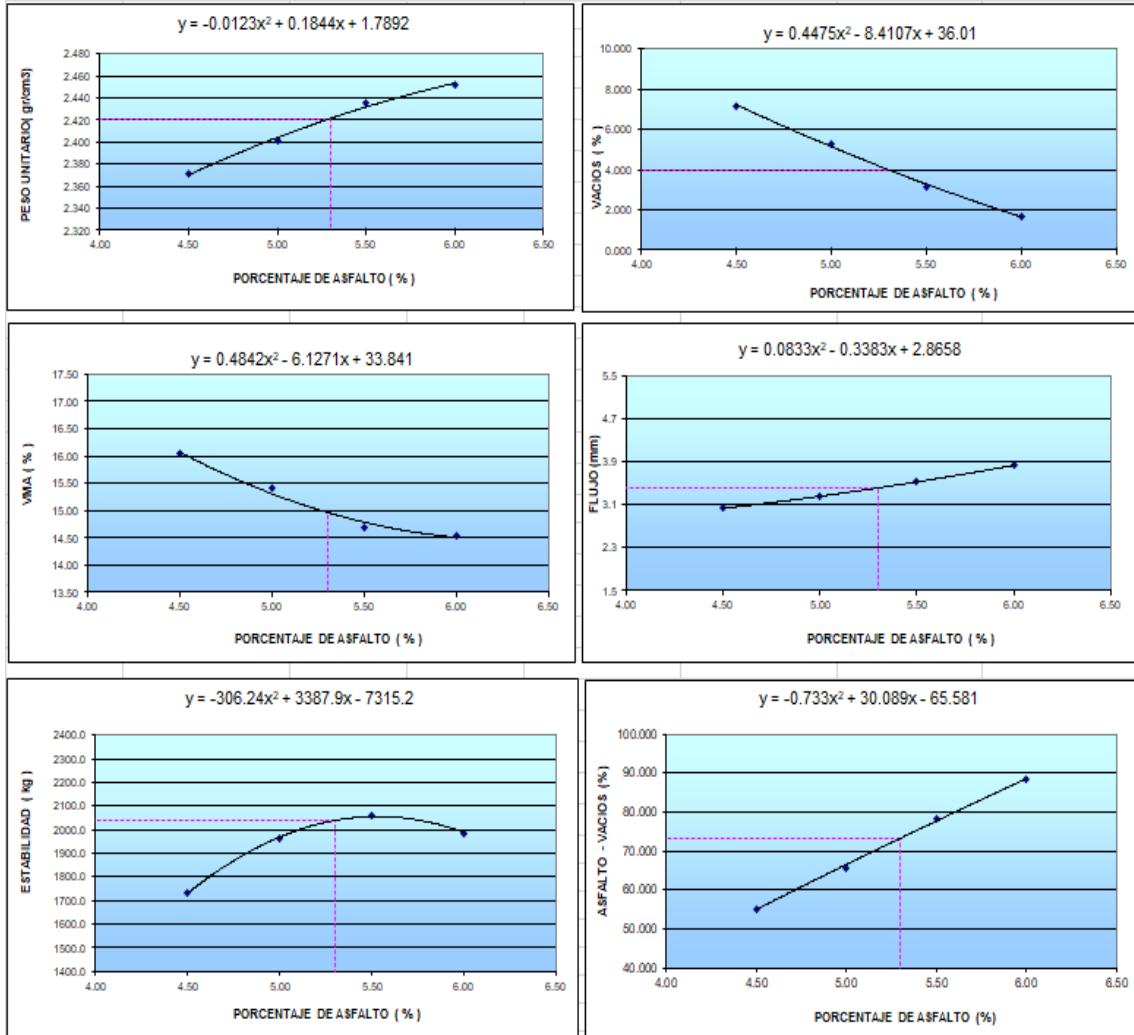 y = -0.0123x² + 0.1844x + 1.7892
PESO UNITARIO( gr/cm3)
2.480
2.460
2.440
2.420
2.400
2.380
2.360
2.340
2.320
4.00 4.50 5.00 5.50 6.00 6.50
PORCENTAJE DE ASFALTO ( % )
y = 0.4475x² - 8.4107x + 36.01
VACIOS ( % )
10.000
8.000
6.000
4.000
2.000
0.000
4.00 4.50 5.00 5.50 6.00 6.50
PORCENTAJE DE ASFALTO ( % )
y = 0.4842x² - 6.1271x + 33.841
VMA ( % )
17.50
17.00
16.50
16.00
15.50
15.00
14.50
14.00
13.50
4.00 4.50 5.00 5.50 6.00 6.50
PORCENTAJE DE ASFALTO ( % )
y = 0.0833x² - 0.3383x + 2.8658
FLUJO (mm)
5.5
4.7
3.9
3.1
2.3
1.5
4.00 4.50 5.00 5.50 6.00 6.50
PORCENTAJE DE ASFALTO ( % )
y = -306.24x² + 3387.9x - 7315.2
ESTABILIDAD ( kg )
2400.0
2300.0
2200.0
2100.0
2000.0
1900.0
1800.0
1700.0
1600.0
1500.0
1400.0
4.00 4.50 5.00 5.50 6.00 6.50
PORCENTAJE DE ASFALTO ( % )
y = -0.733x² + 30.089x - 65.581
ASFALTO - VACIOS (%)
100.000
90.000
80.000
70.000
60.000
50.000
40.000
4.00 4.50 5.00 5.50 6.00 6.50
PORCENTAJE DE ASFALTO ( % )